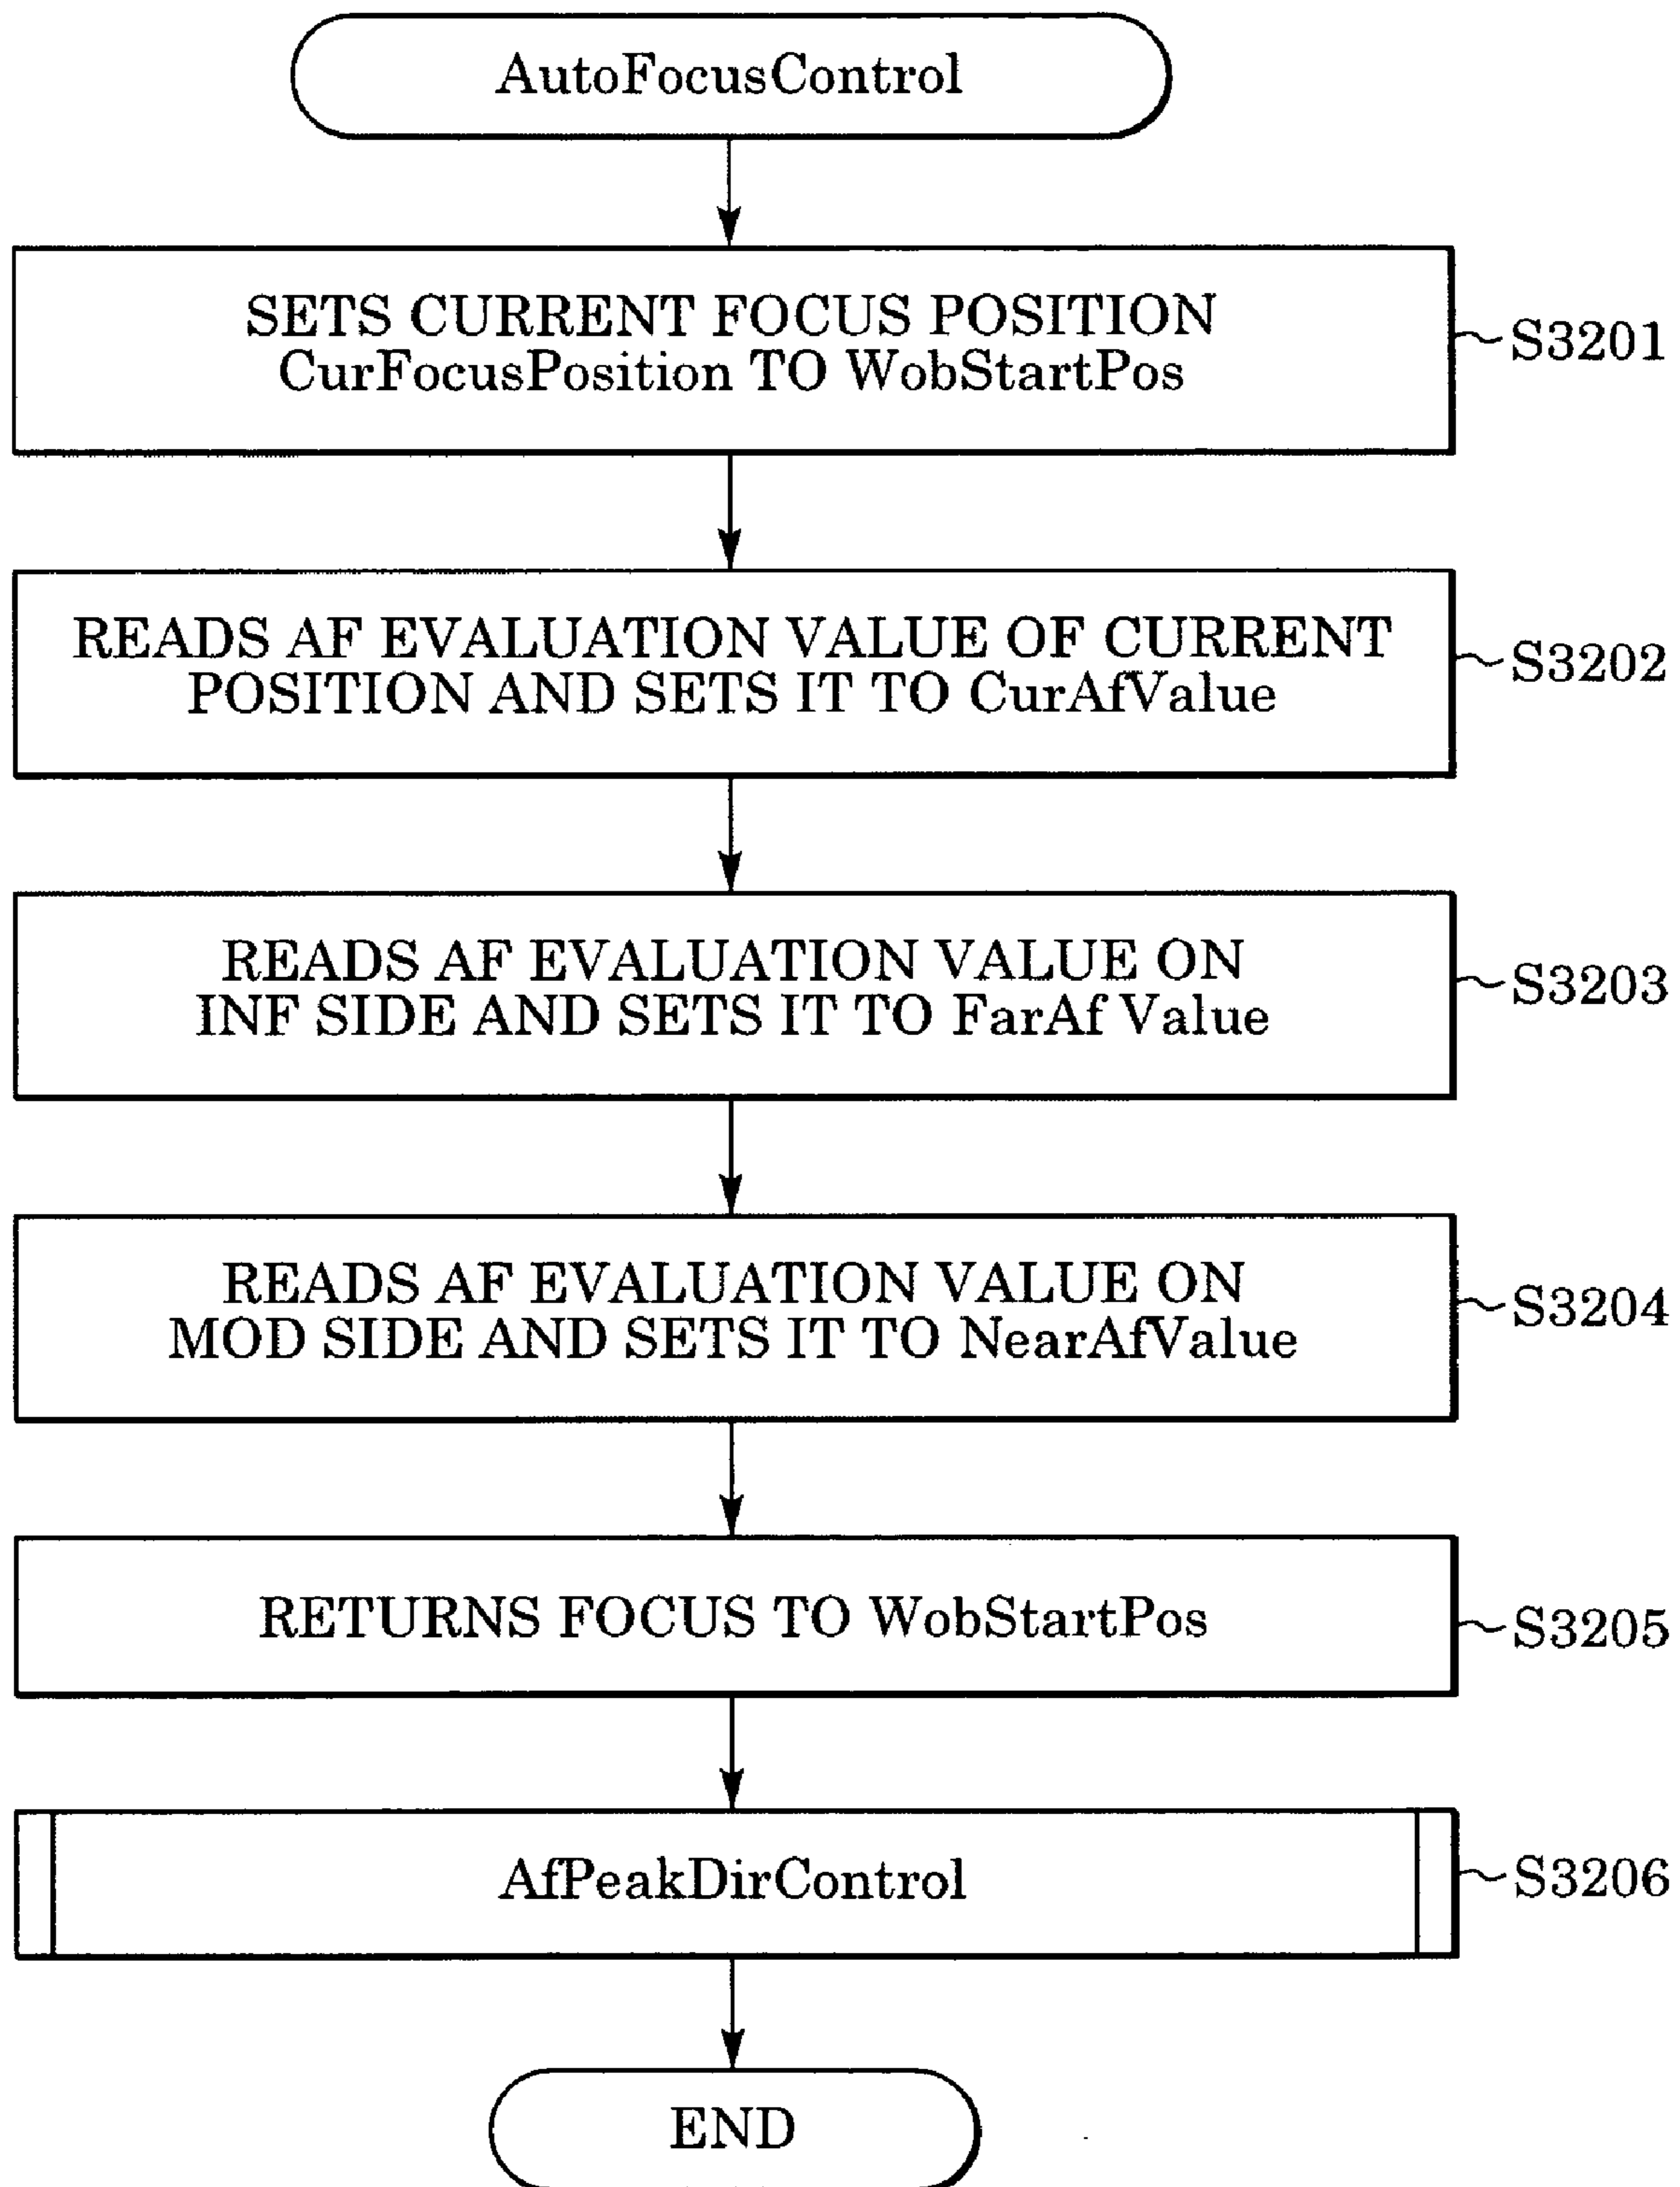 AutoFocusControl
SETS CURRENT FOCUS POSITION
CurFocusPosition TO WobStartPos
S3201
READS AF EVALUATION VALUE OF CURRENT
POSITION AND SETS IT TO CurAfValue
S3202
READS AF EVALUATION VALUE ON
INF SIDE AND SETS IT TO FarAf Value
S3203
READS AF EVALUATION VALUE ON
MOD SIDE AND SETS IT TO NearAfValue
S3204
RETURNS FOCUS TO WobStartPos
S3205
AfPeakDirControl
S3206
END